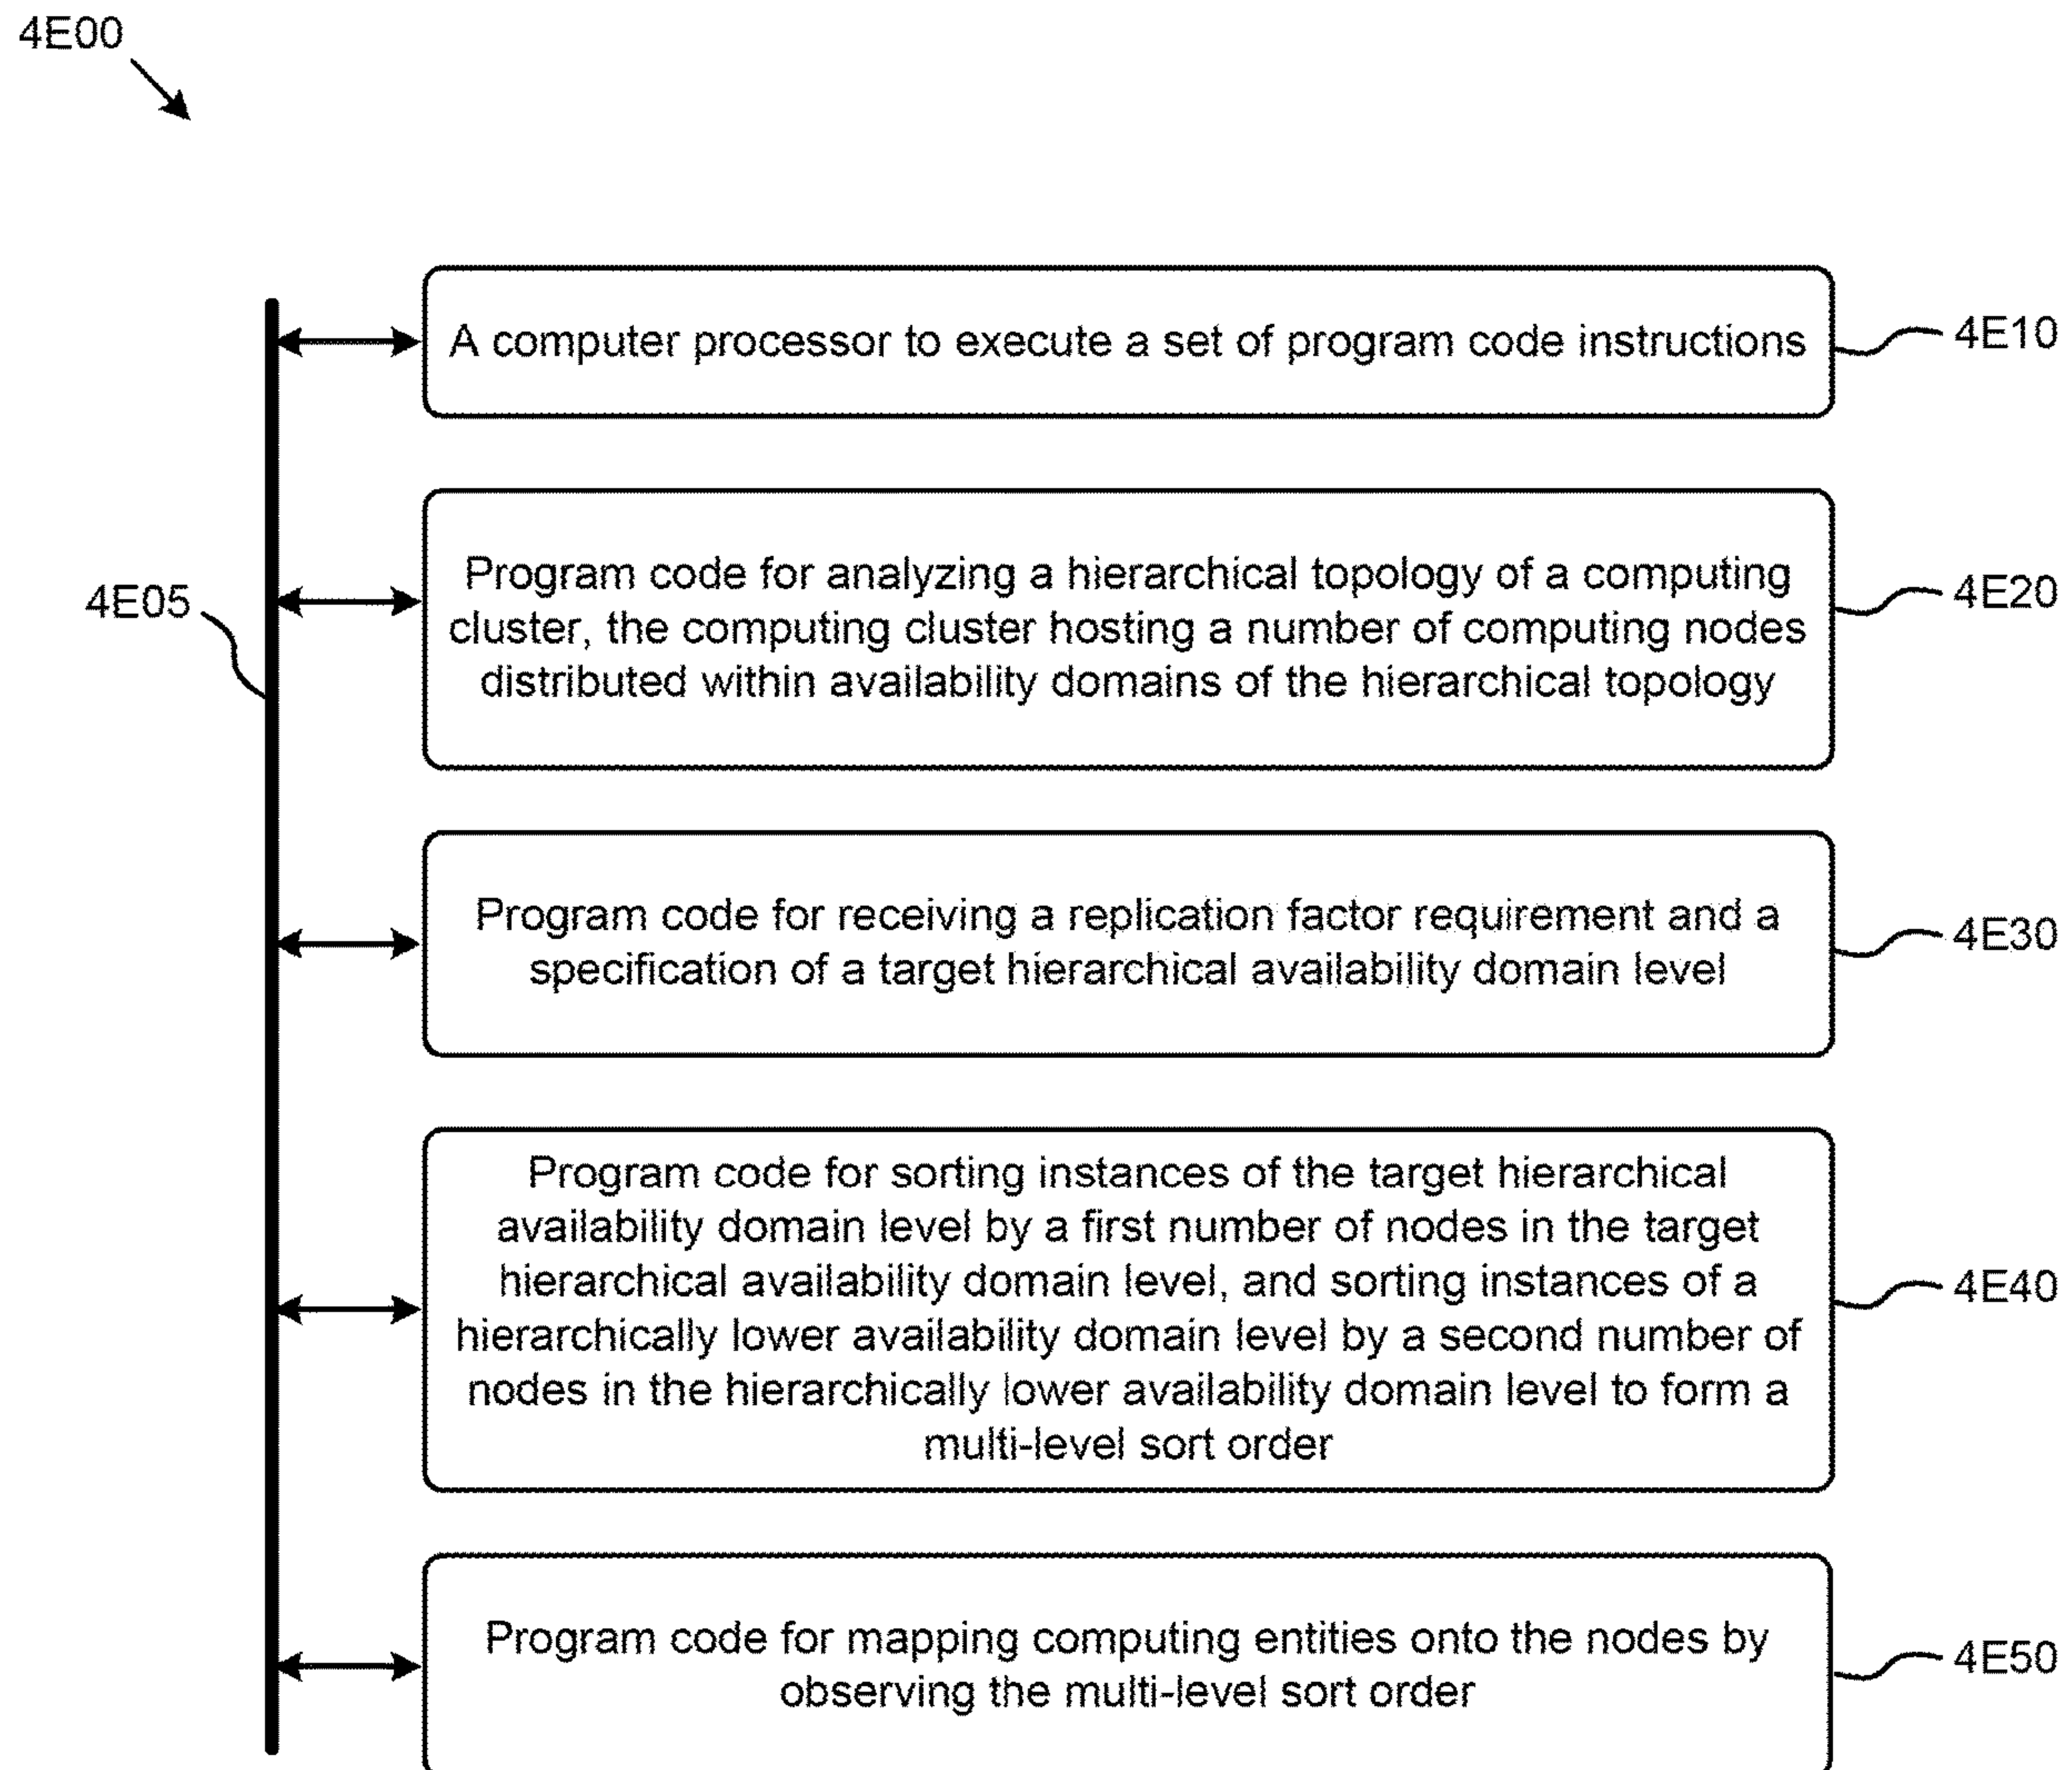 4E00
A computer processor to execute a set of program code instructions
4E10
Program code for analyzing a hierarchical topology of a computing
cluster, the computing cluster hosting a number of computing nodes
distributed within availability domains of the hierarchical topology
4E20
4E05
Program code for receiving a replication factor requirement and a
specification of a target hierarchical availability domain level
4E30
Program code for sorting instances of the target hierarchical
availability domain level by a first number of nodes in the target
hierarchical availability domain level, and sorting instances of a
hierarchically lower availability domain level by a second number of
nodes in the hierarchically lower availability domain level to form a
multi-level sort order
4E40
Program code for mapping computing entities onto the nodes by
observing the multi-level sort order
4E50